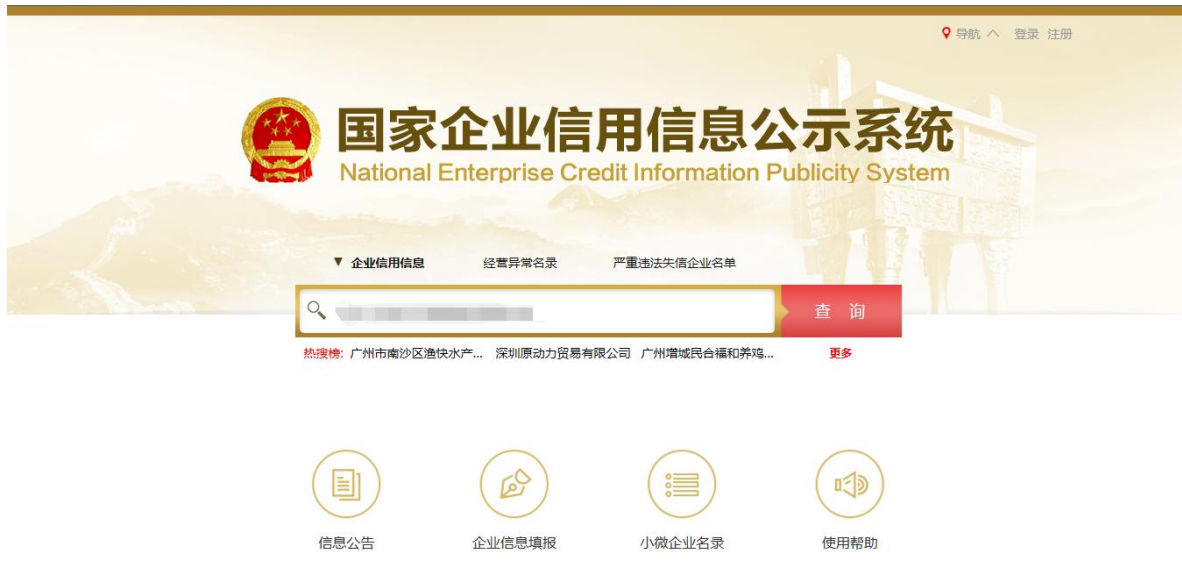 导航 登录 注册
国家企业信用信息公示系统
National Enterprise Credit Information Publicity System
企业信用信息 经营异常名录 严重违法失信企业名单
查 询
热搜榜: 广州市南沙区渔快水产... 深圳原动力贸易有限公司 广州增城民合福和养鸡... 更多
信息公告 企业信息填报 小微企业名录 使用帮助